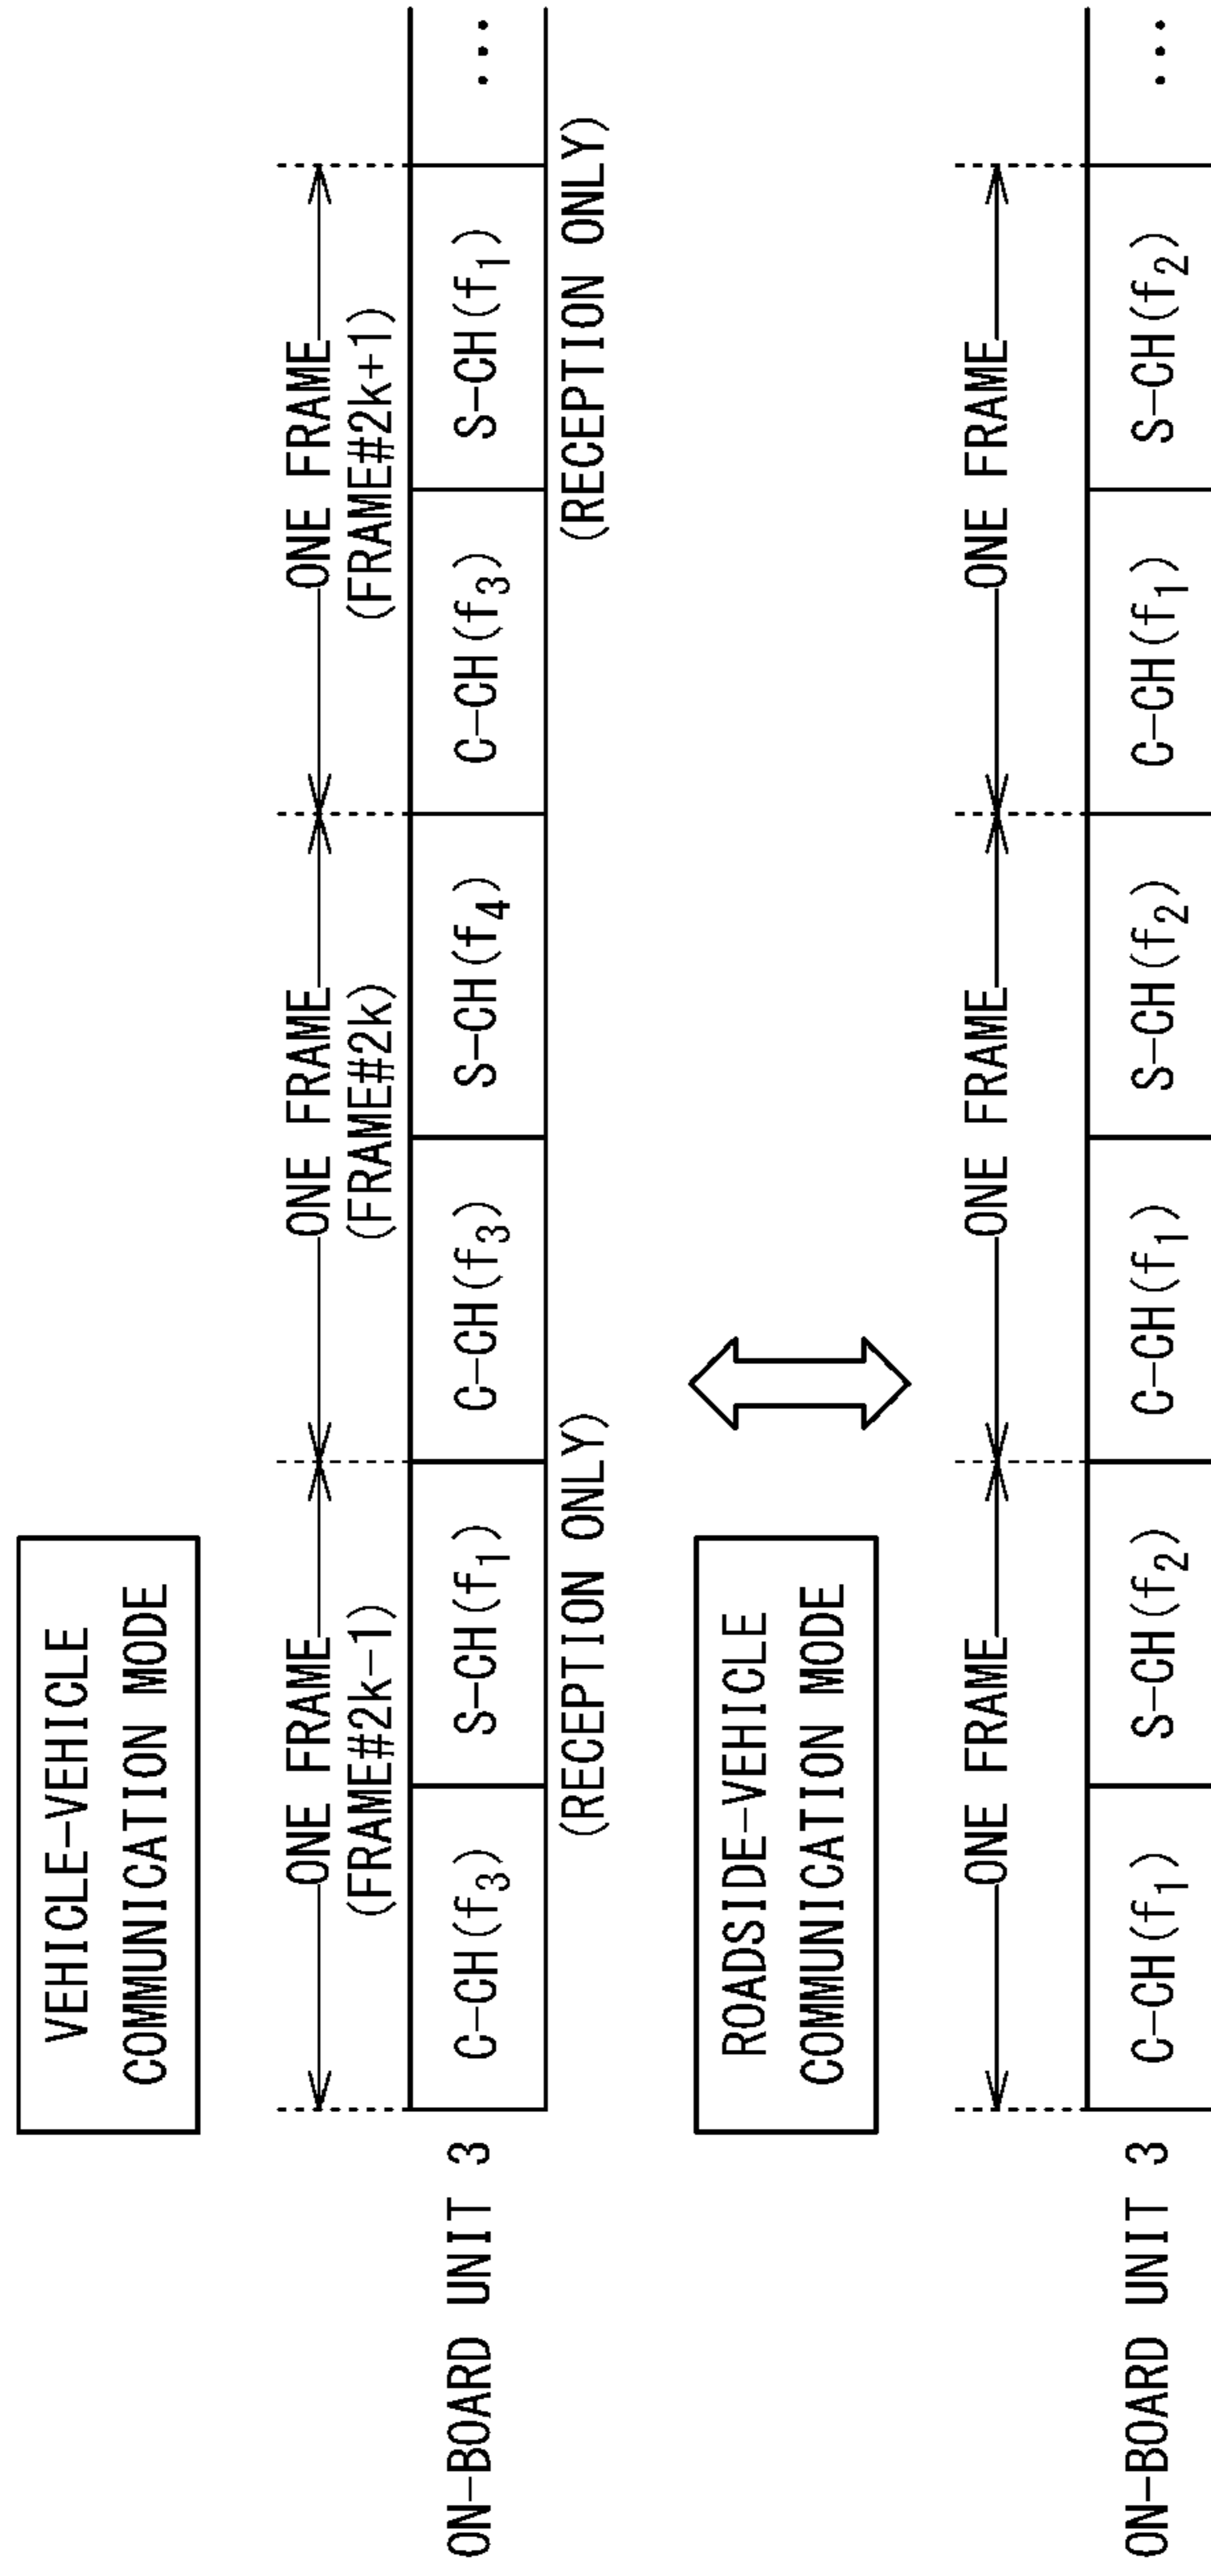 VEHICLE-VEHICLE
COMMUNICATION MODE
ONE FRAME
(FRAME#2k-1)
ONE FRAME
(FRAME#2k)
ONE FRAME
(FRAME#2k+1)
ON-BOARD UNIT 3
C-CH(f₃)
S-CH(f₁)
C-CH(f₃)
S-CH(f₄)
C-CH(f₃)
S-CH(f₁)
...
(RECEPTION ONLY)
(RECEPTION ONLY)
ROADSIDE-VEHICLE
COMMUNICATION MODE
ONE FRAME
ONE FRAME
ONE FRAME
ON-BOARD UNIT 3
C-CH(f₁)
S-CH(f₂)
C-CH(f₁)
S-CH(f₂)
C-CH(f₁)
S-CH(f₂)
...